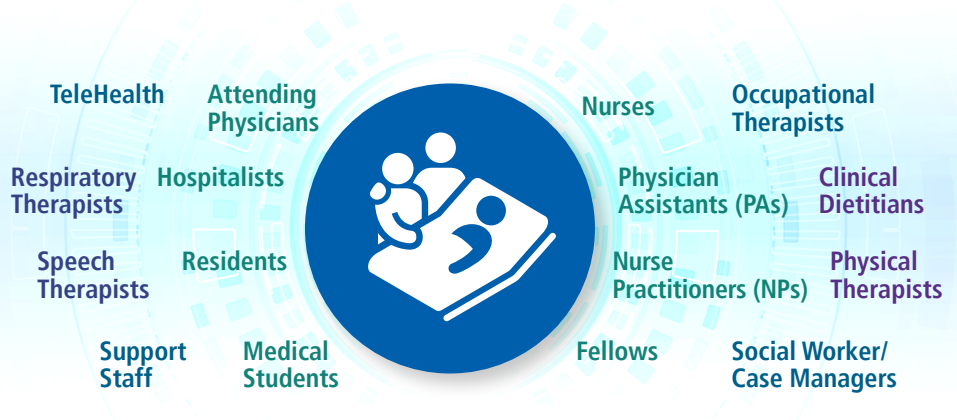 TeleHealth
Attending
Physicians
Nurses
Occupational
Therapists
Respiratory
Therapists
Hospitalists
Physician
Assistants (PAs)
Clinical
Dietitians
Speech
Therapists
Residents
Nurse
Practitioners (NPs)
Physical
Therapists
Support
Staff
Medical
Students
Fellows
Social Worker/
Case Managers